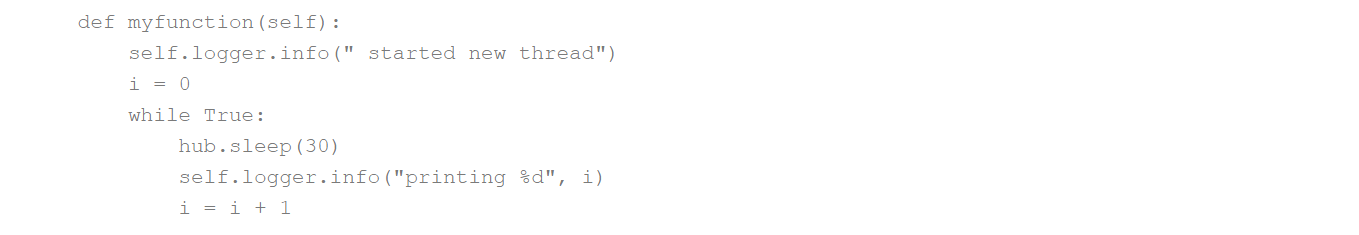 def myfunction(self):
    self.logger.info(" started new thread")
    i = 0
    while True:
        hub.sleep(30)
        self.logger.info("printing %d", i)
        i = i + 1